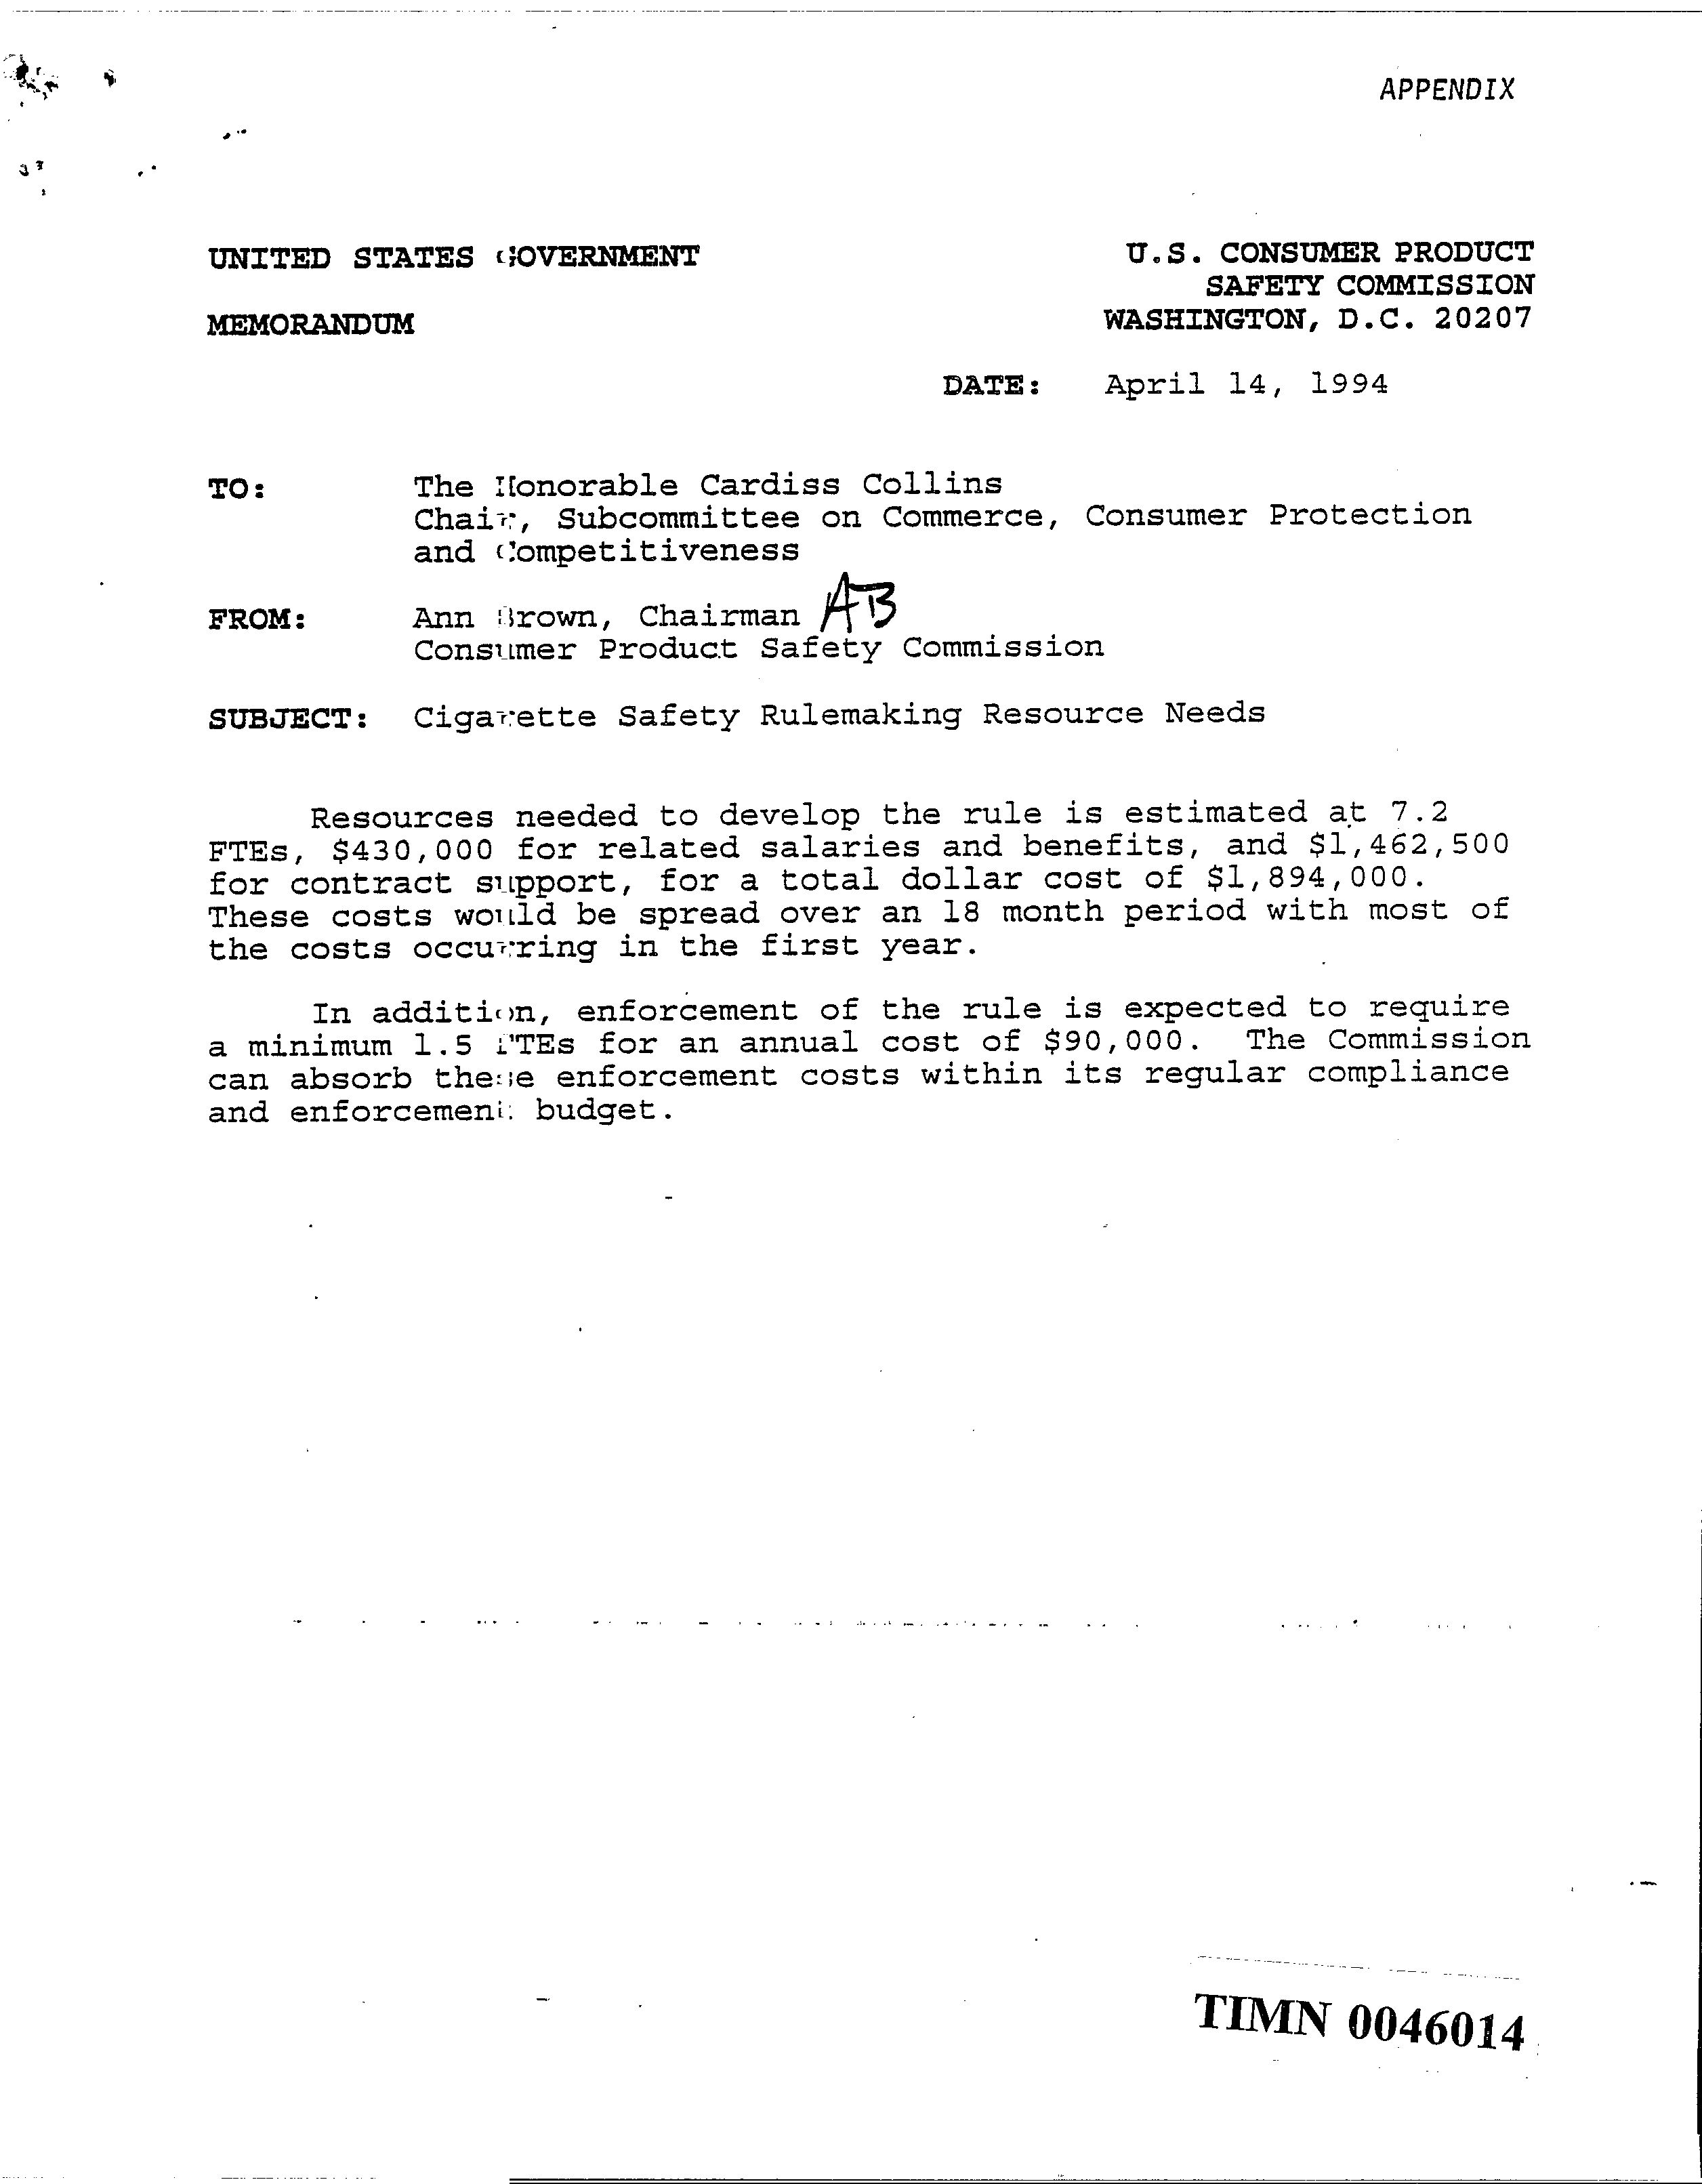 APPENDIX
UNITED STATES GOVERNMENT
U.S. CONSUMER PRODUCT
SAFETY COMMISSION
MEMORANDUM
WASHINGTON, D.C. 20207
DATE: April 14, 1994
TO: The Honorable Cardiss Collins
Chair, Subcommittee on Commerce, Consumer Protection
and Competitiveness
FROM: Ann Brown, Chairman AB
Consumer Product Safety Commission
SUBJECT: Cigarette Safety Rulemaking Resource Needs
Resources needed to develop the rule is estimated at 7.2
FTEs, $430,000 for related salaries and benefits, and $1,462,500
for contract support, for a total dollar cost of $1,894,000.
These costs would be spread over an 18 month period with most of
the costs occurring in the first year.
In addition, enforcement of the rule is expected to require
a minimum 1.5 FTEs for an annual cost of $90,000. The Commission
can absorb these enforcement costs within its regular compliance
and enforcement budget.
TIMN 0046014